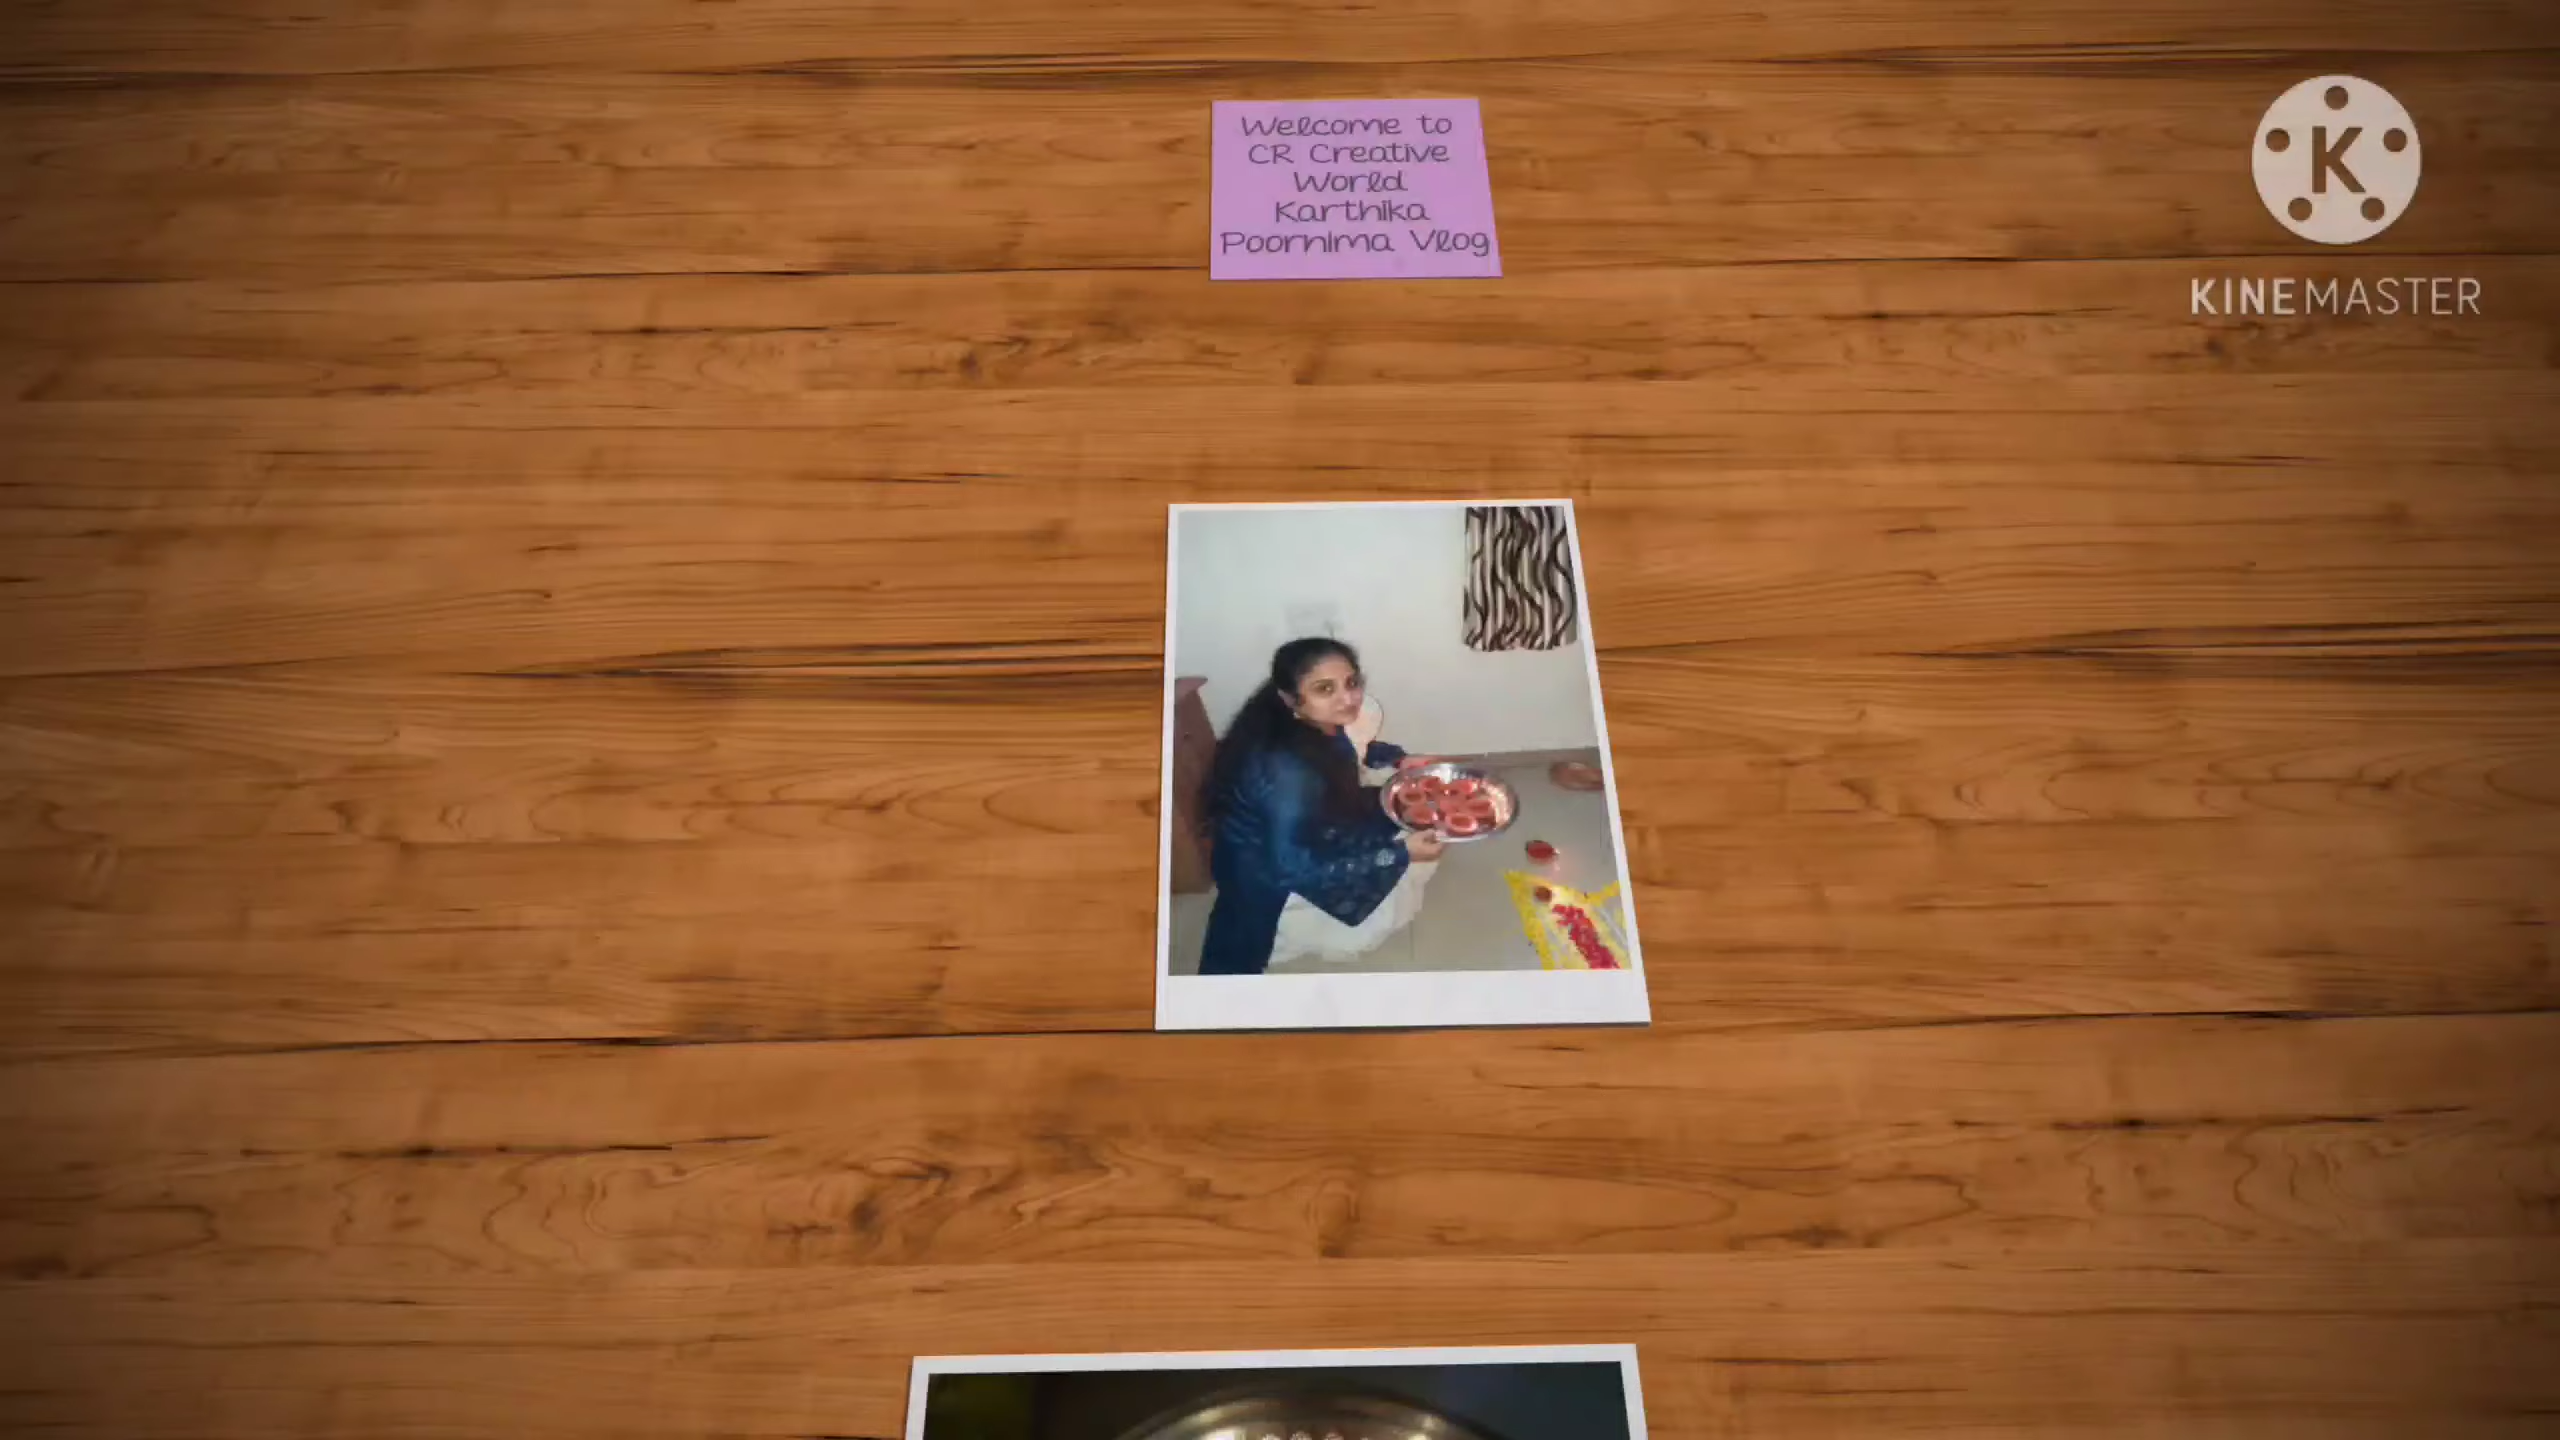 Welcome to
CR Creative
World
Karthika
Poornima Vlog
K
KINEMASTER